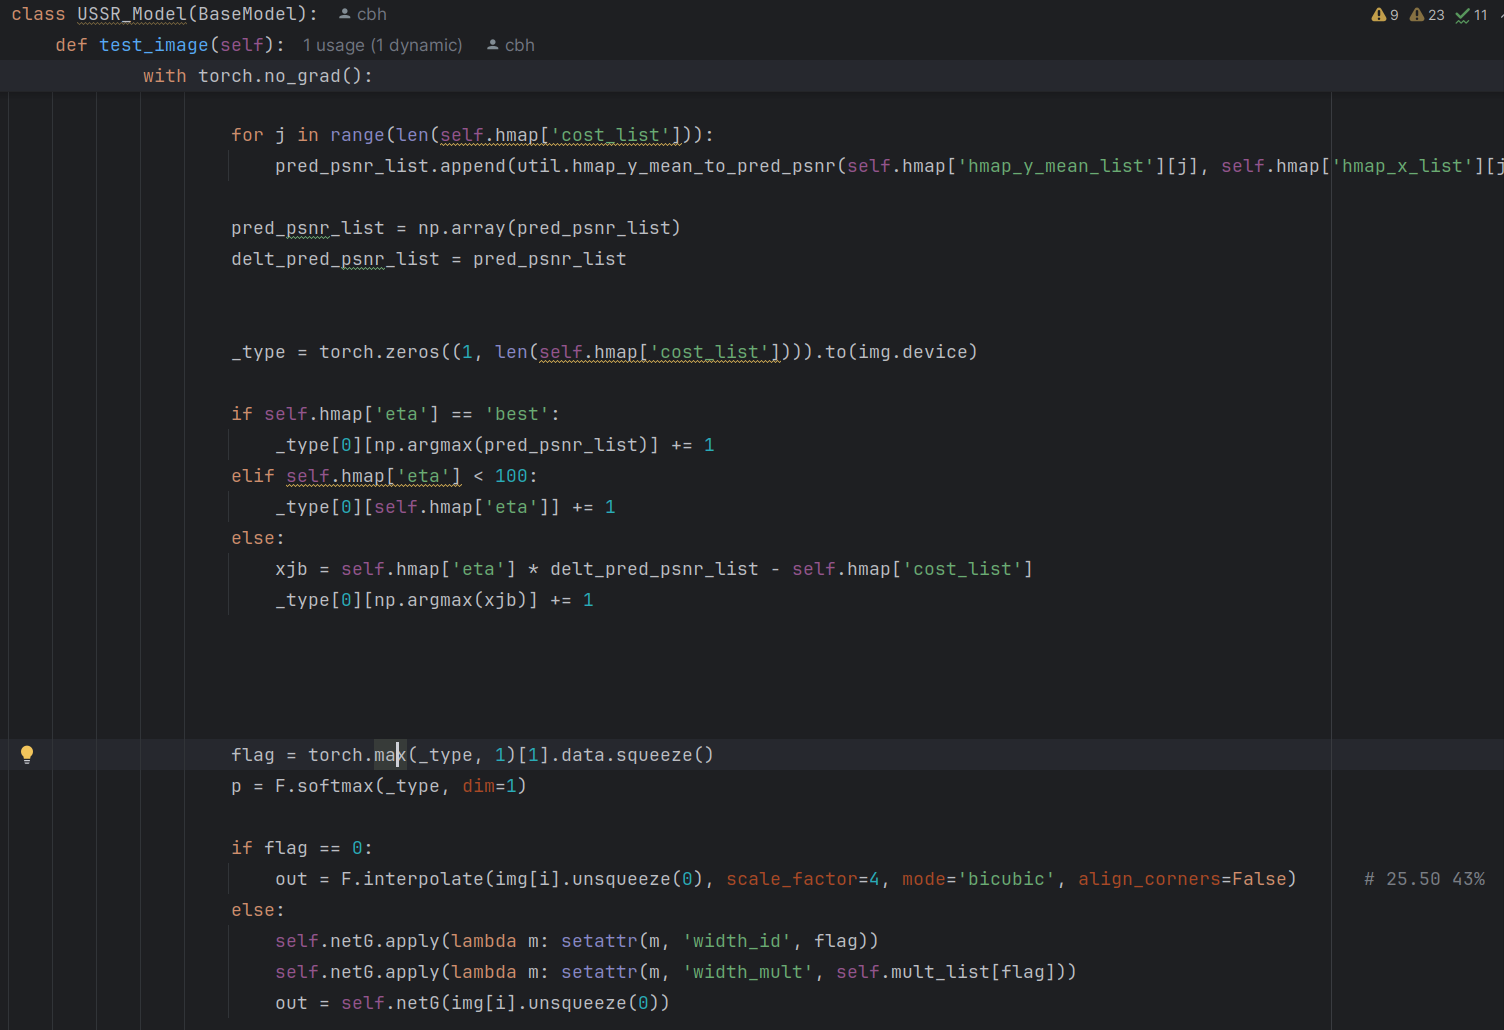 class USSR_Model(BaseModel): cbh
9 23 11
def test_image(self): 1 usage (1 dynamic) cbh
with torch.no_grad():
for j in range(len(self.hmap['cost_list'])):
pred_psnr_list.append(util.hmap_y_mean_to_pred_psnr(self.hmap['hmap_y_mean_list'][j], self.hmap['hmap_x_list'][j
pred_psnr_list = np.array(pred_psnr_list)
delt_pred_psnr_list = pred_psnr_list
_type = torch.zeros((1, len(self.hmap['cost_list']))).to(img.device)
if self.hmap['eta'] == 'best':
_type[0][np.argmax(pred_psnr_list)] += 1
elif self.hmap['eta'] < 100:
_type[0][self.hmap['eta']] += 1
else:
xjb = self.hmap['eta'] * delt_pred_psnr_list - self.hmap['cost_list']
_type[0][np.argmax(xjb)] += 1
flag = torch.max(_type, 1)[1].data.squeeze()
p = F.softmax(_type, dim=1)
if flag == 0:
out = F.interpolate(img[i].unsqueeze(0), scale_factor=4, mode='bicubic', align_corners=False) # 25.50 43%
else:
self.netG.apply(lambda m: setattr(m, 'width_id', flag))
self.netG.apply(lambda m: setattr(m, 'width_mult', self.mult_list[flag]))
out = self.netG(img[i].unsqueeze(0))